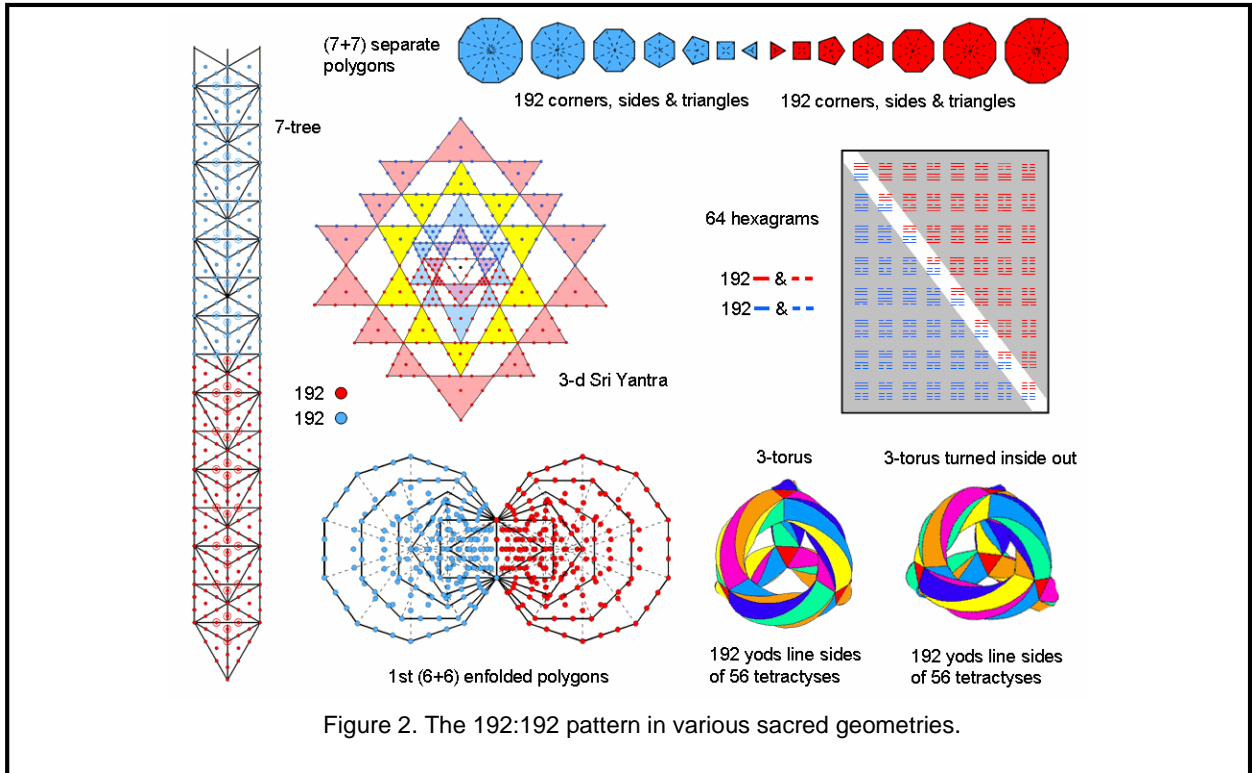 (7+7) separate
polygons
192 corners, sides & triangles
192 corners, sides & triangles
7-tree
64 hexagrams
192 &
192 &
3-d Sri Yantra
192
192
3-torus
3-torus turned inside out
1st (6+6) enfolded polygons
192 yods line sides
of 56 tetractyses
192 yods line sides
of 56 tetractyses
Figure 2. The 192:192 pattern in various sacred geometries.